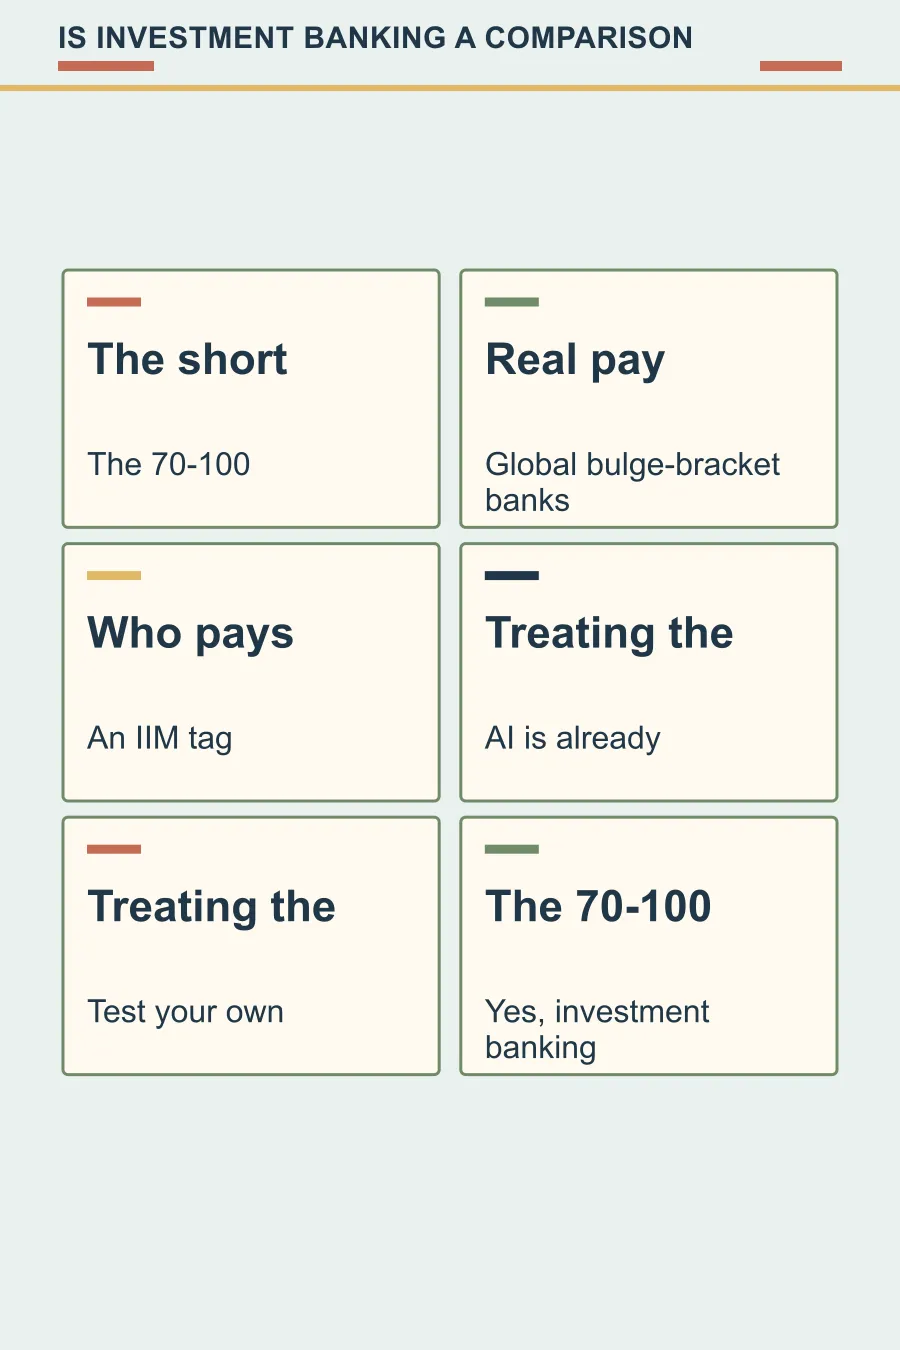 IS INVESTMENT BANKING A COMPARISON
The short
The 70-100
Real pay
Global bulge-bracket
banks
Who pays
An IIM tag
Treating the
AI is already
Treating the
Test your own
The 70-100
Yes, investment
banking